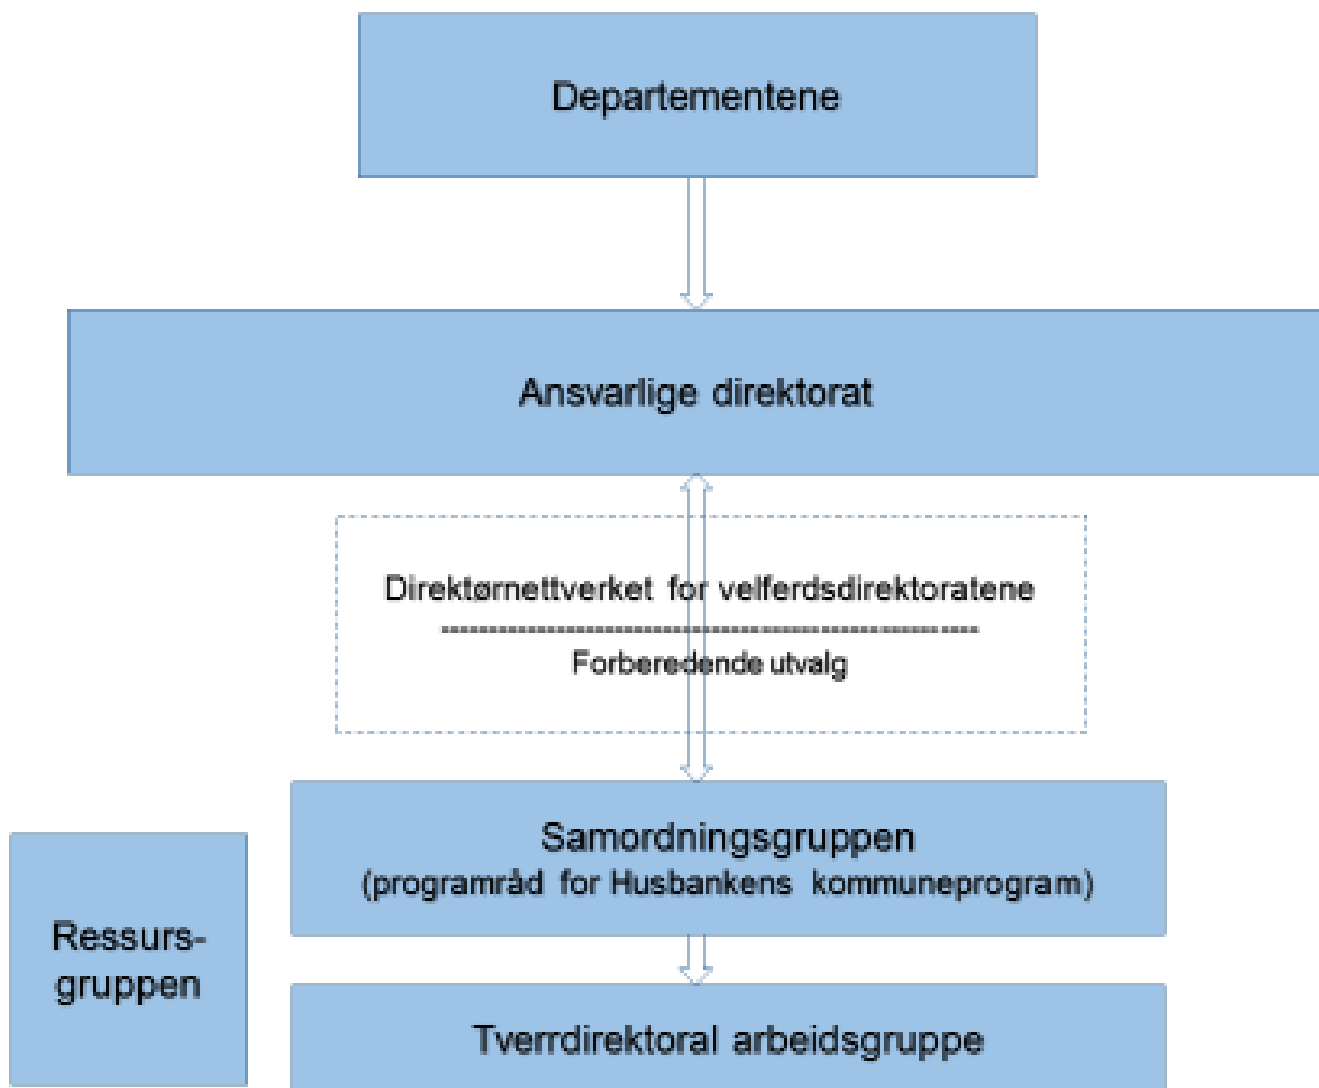 Departementene
Ansvarlige direktorat
Direktørnettverket for velferdsdirektoratene
--------------------------------------------------------
Forberedende utvalg
Samordningsgruppen
(programråd for Husbankens kommuneprogram)
Ressurs-
gruppen
Tverrdirektoral arbeidsgruppe